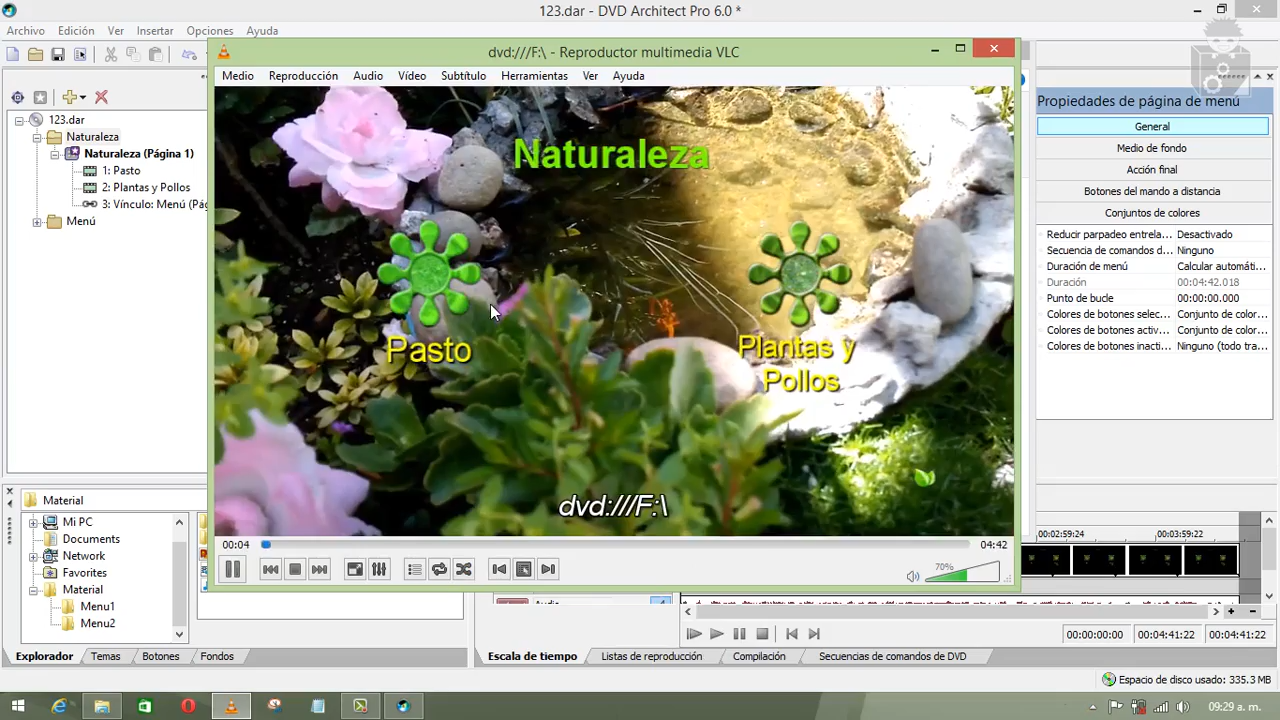 123.dar - DVD Architect Pro 6.0 *
Archivo Edición Ver Insertar Opciones Ayuda
dvd:///F:\ - Reproductor multimedia VLC
Medio Reproducción Audio Vídeo Subtítulo Herramientas Ver Ayuda
123.dar
Naturaleza
Naturaleza (Página 1)
1: Pasto
2: Plantas y Pollos
3: Vínculo: Menú (Pág
Menú
Naturaleza
Pasto
Plantas y
Pollos
dvd:///F:\
00:04
04:42
70%
Propiedades de página de menú
General
Medio de fondo
Acción final
Botones del mando a distancia
Conjuntos de colores
Reducir parpadeo entrela... Desactivado
Secuencia de comandos d... Ninguno
Duración de menú Calcular automáti...
Duración 00:04:42.018
Punto de bucle 00:00:00.000
Colores de botones selec... Conjunto de color...
Colores de botones activ... Conjunto de color...
Colores de botones inacti... Ninguno (todo tra...
Material
Mi PC
Documents
Network
Favorites
Material
Menu1
Menu2
Explorador Temas Botones Fondos
00:02:59:24 00:03:59:22
Audio
00:00:00:00 00:04:41:22 00:04:41:22
Escala de tiempo Listas de reproducción Compilación Secuencias de comandos de DVD
Espacio de disco usado: 335.3 MB
09:29 a. m.